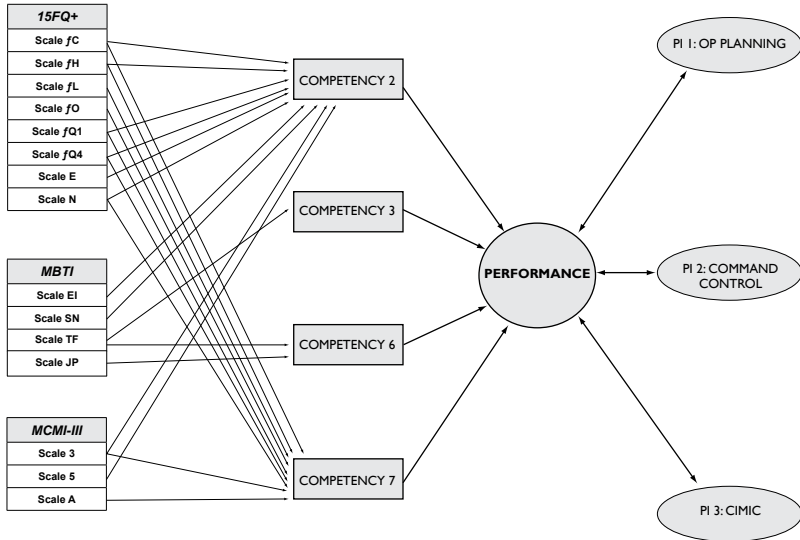 15FQ+
Scale ƒC
Scale ƒH
Scale ƒL
Scale ƒO
Scale ƒQ1
Scale ƒQ4
Scale E
Scale N
MBTI
Scale EI
Scale SN
Scale TF
Scale JP
MCMI-III
Scale 3
Scale 5
Scale A
COMPETENCY 2
COMPETENCY 3
COMPETENCY 6
COMPETENCY 7
PERFORMANCE
PI 1: OP PLANNING
PI 2: COMMAND
CONTROL
PI 3: CIMIC